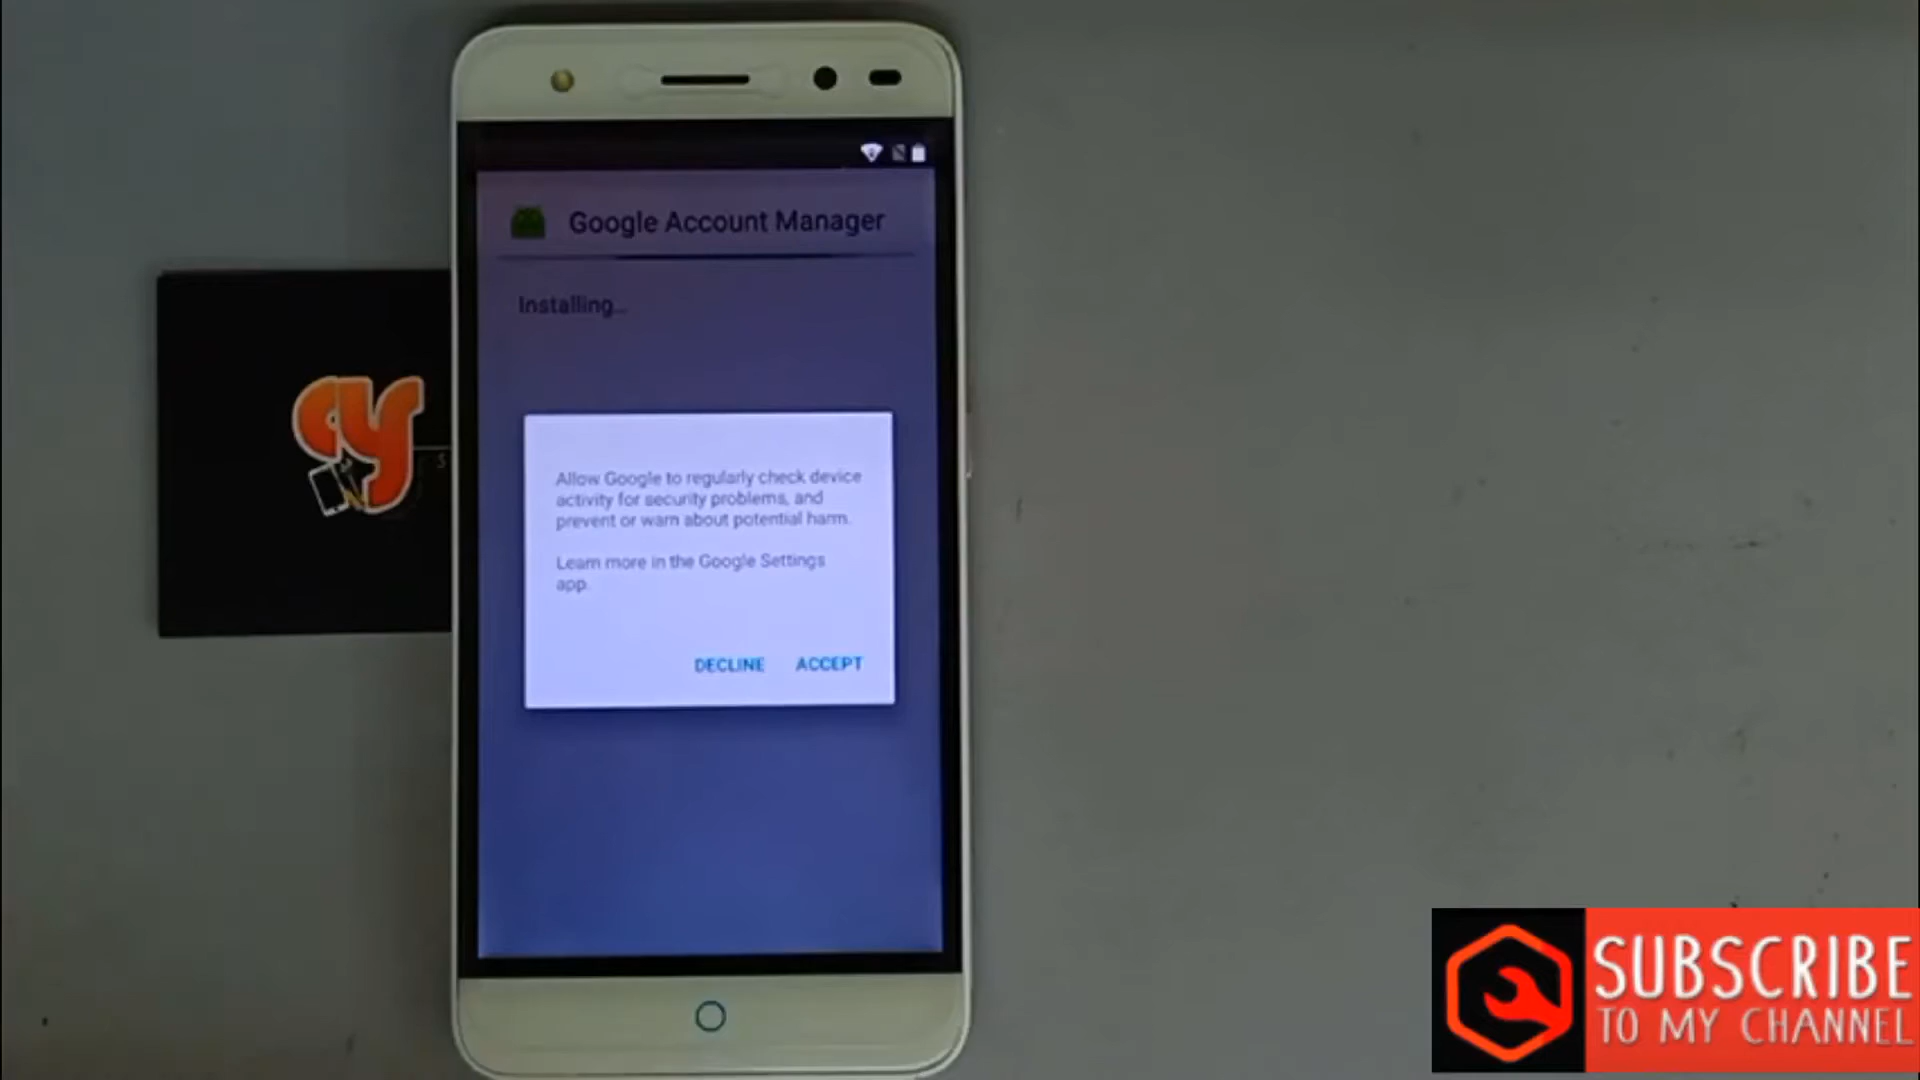 Google Account Manager
Installing...
Allow Google to regularly check device
activity for security problems, and
prevent or warn about potential harm.
Learn more in the Google Settings
app.
DECLINE ACCEPT
SUBSCRIBE
TO MY CHANNEL